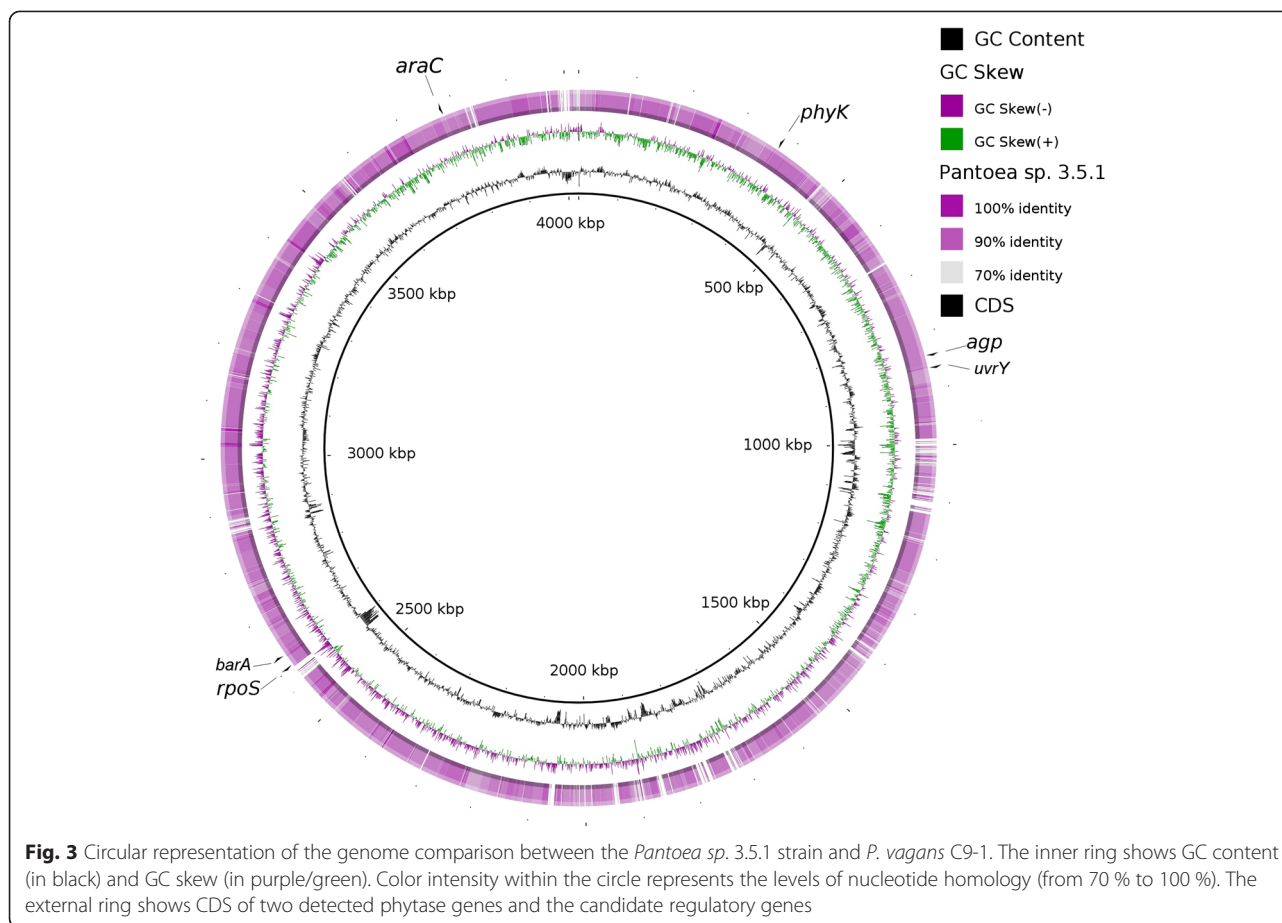 araC
phyK
agp
uvrY
barA
rpoS
4000 kbp
500 kbp
1000 kbp
1500 kbp
2000 kbp
2500 kbp
3000 kbp
3500 kbp
GC Content
GC Skew
GC Skew(-)
GC Skew(+)
Pantoea sp. 3.5.1
100% identity
90% identity
70% identity
CDS
Fig. 3 Circular representation of the genome comparison between the Pantoea sp. 3.5.1 strain and P. vagans C9-1. The inner ring shows GC content
(in black) and GC skew (in purple/green). Color intensity within the circle represents the levels of nucleotide homology (from 70 % to 100 %). The
external ring shows CDS of two detected phytase genes and the candidate regulatory genes